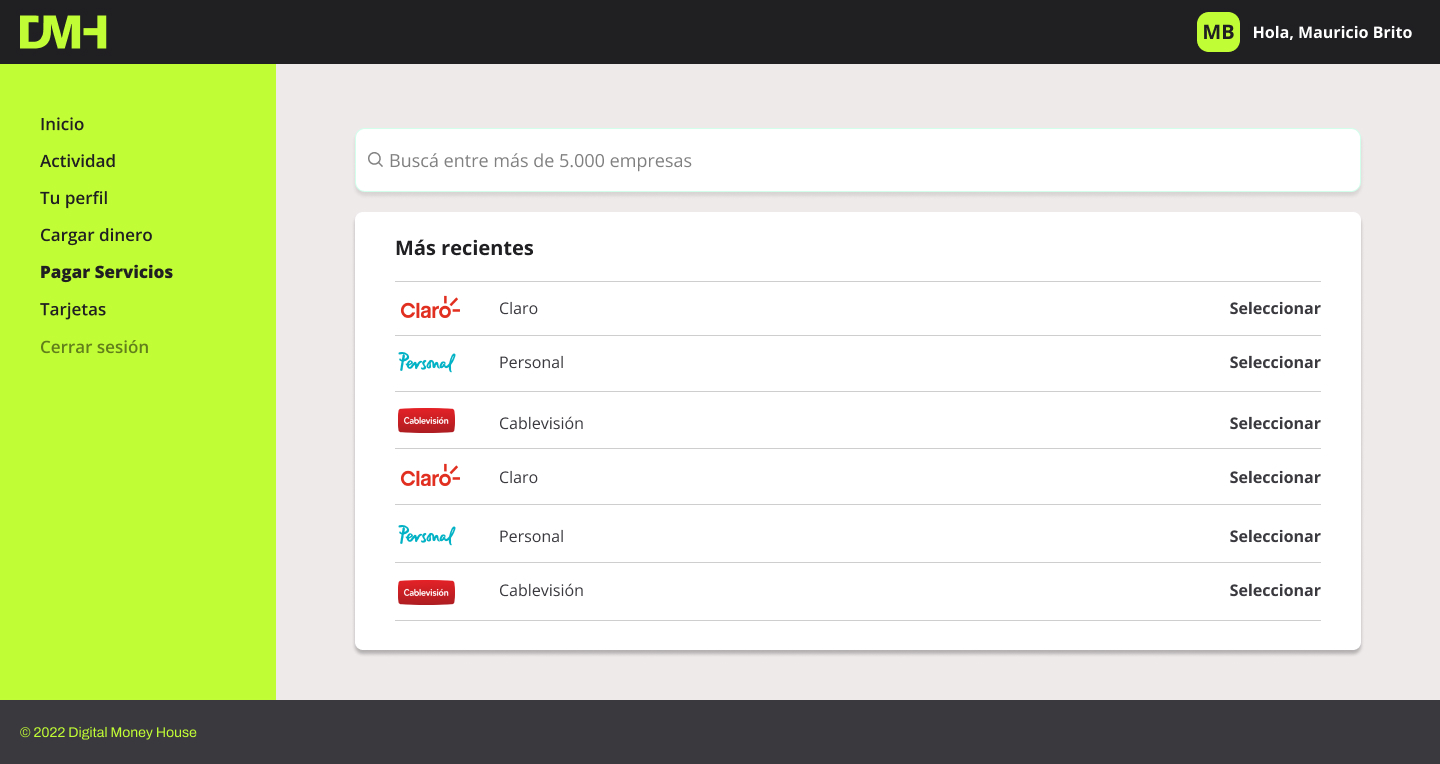 DMH
MB Hola, Mauricio Brito
Inicio
Actividad
Tu perfil
Cargar dinero
Pagar Servicios
Tarjetas
Cerrar sesión
Buscá entre más de 5.000 empresas
Más recientes
Claro Claro Seleccionar
Personal Personal Seleccionar
Cablevisión Cablevisión Seleccionar
Claro Claro Seleccionar
Personal Personal Seleccionar
Cablevisión Cablevisión Seleccionar
© 2022 Digital Money House